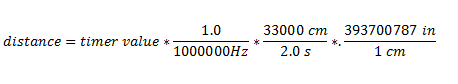 distance = timer value * 1.0 / 1000000Hz * 33000 cm / 2.0 s *. 393700787 in / 1 cm